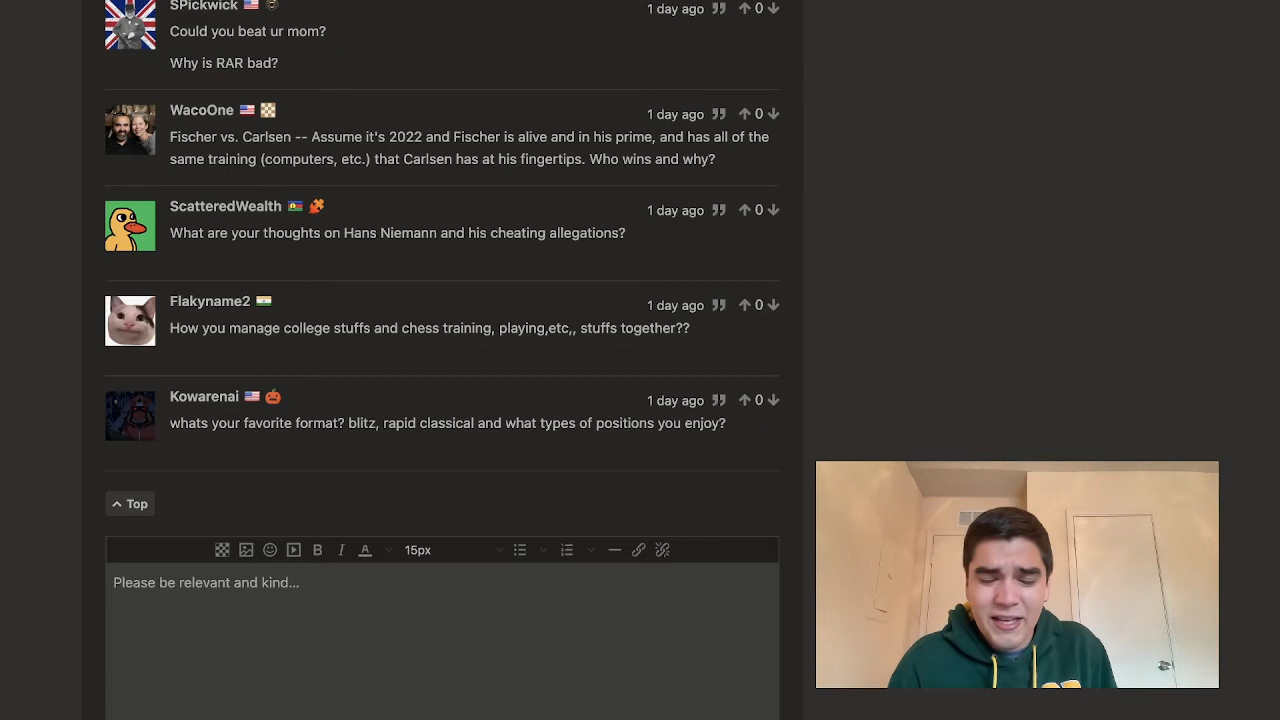 SPickwick
1 day ago 0
Could you beat ur mom?
Why is RAR bad?
WacoOne
1 day ago 0
Fischer vs. Carlsen -- Assume it's 2022 and Fischer is alive and in his prime, and has all of the
same training (computers, etc.) that Carlsen has at his fingertips. Who wins and why?
ScatteredWealth
1 day ago 0
What are your thoughts on Hans Niemann and his cheating allegations?
Flakyname2
1 day ago 0
How you manage college stuffs and chess training, playing,etc,, stuffs together??
Kowarenai
1 day ago 0
whats your favorite format? blitz, rapid classical and what types of positions you enjoy?
Top
B I A 15px
Please be relevant and kind...